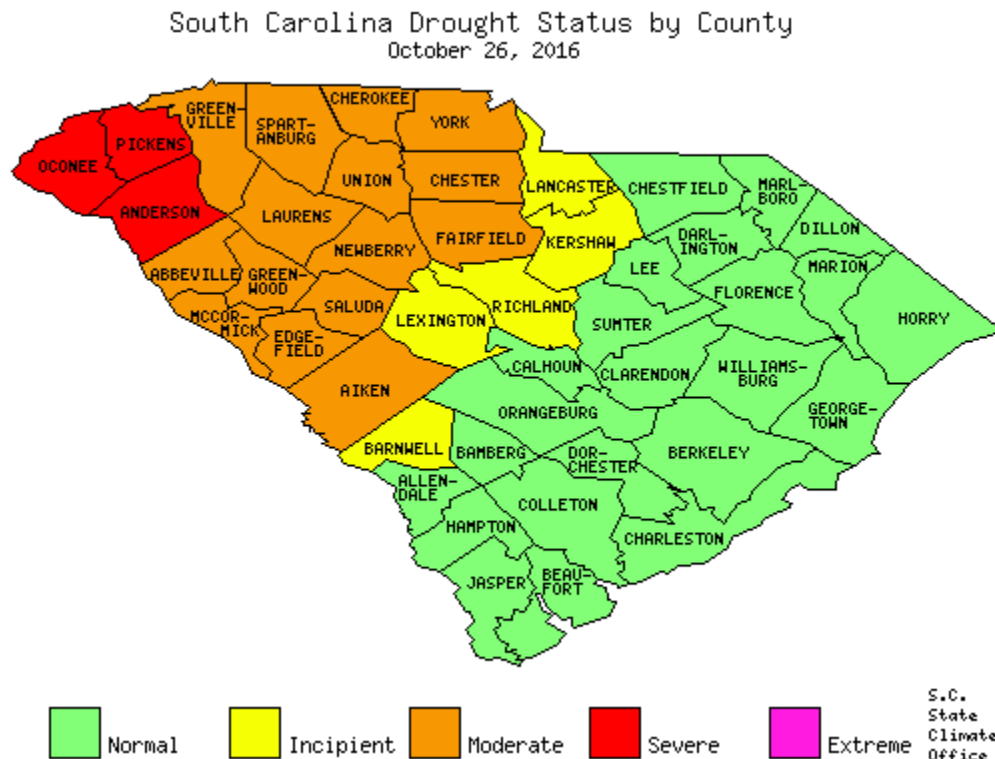 South Carolina Drought Status by County
October 26, 2016
CHEROKEE
GREEN-
VILLE
SPART-
ANBURG
YORK
PICKENS
OCONEE
UNION
CHESTER
LANCASTER
CHESTFIELD
MARL-
BORO
ANDERSON
LAURENS
DILLON
FAIRFIELD
KERSHAW
DARL-
INGTON
NEWBERRY
ABBEVILLE
GREEN-
WOOD
LEE
MARION
FLORENCE
SALUDA
RICHLAND
LEXINGTON
MCCOR-
MICK
SUMTER
HORRY
EDGE-
FIELD
CALHOUN
CLARENDON
WILLIAMS-
BURG
AIKEN
ORANGEBURG
GEORGE-
TOWN
BARNWELL
BAMBERG
DOR-
CHESTER
BERKELEY
ALLEN-
DALE
COLLETON
HAMPTON
CHARLESTON
JASPER
BEAU-
FORT
Normal
Incipient
Moderate
Severe
Extreme
S.C.
State
Climate
Office